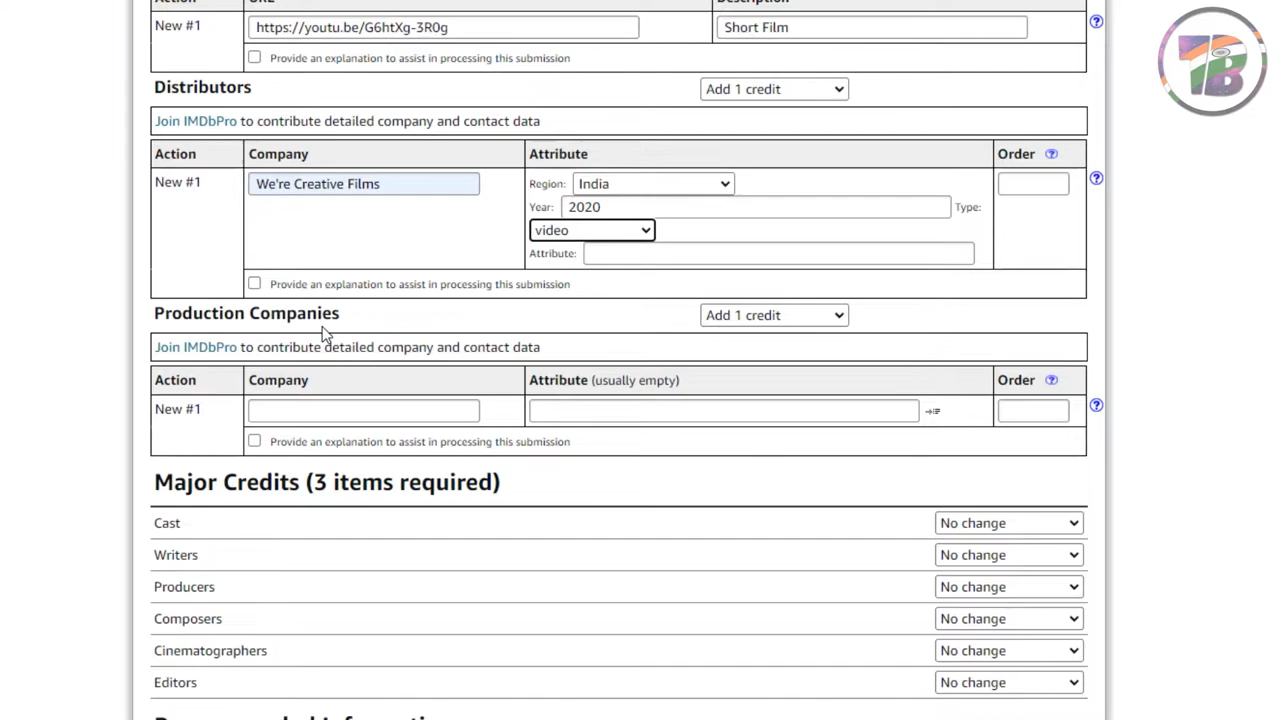 New #1 https://youtu.be/G6htXg-3R0g Short Film
Provide an explanation to assist in processing this submission
Distributors Add 1 credit
Join IMDbPro to contribute detailed company and contact data
Action Company Attribute Order
New #1 We're Creative Films Region: India
Year: 2020 Type:
video
Attribute:
Provide an explanation to assist in processing this submission
Production Companies Add 1 credit
Join IMDbPro to contribute detailed company and contact data
Action Company Attribute (usually empty) Order
New #1
Provide an explanation to assist in processing this submission
Major Credits (3 items required)
Cast No change
Writers No change
Producers No change
Composers No change
Cinematographers No change
Editors No change